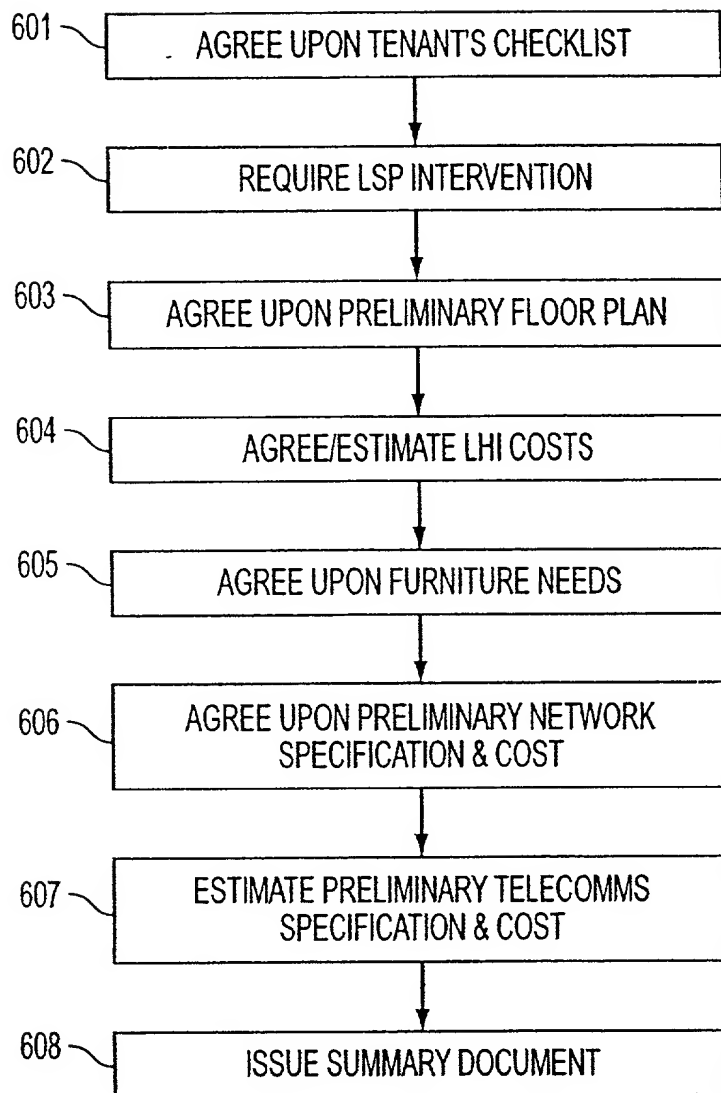 601
AGREE UPON TENANT'S CHECKLIST
602
REQUIRE LSP INTERVENTION
603
AGREE UPON PRELIMINARY FLOOR PLAN
604
AGREE/ESTIMATE LHI COSTS
605
AGREE UPON FURNITURE NEEDS
606
AGREE UPON PRELIMINARY NETWORK
SPECIFICATION & COST
607
ESTIMATE PRELIMINARY TELECOMMS
SPECIFICATION & COST
608
ISSUE SUMMARY DOCUMENT